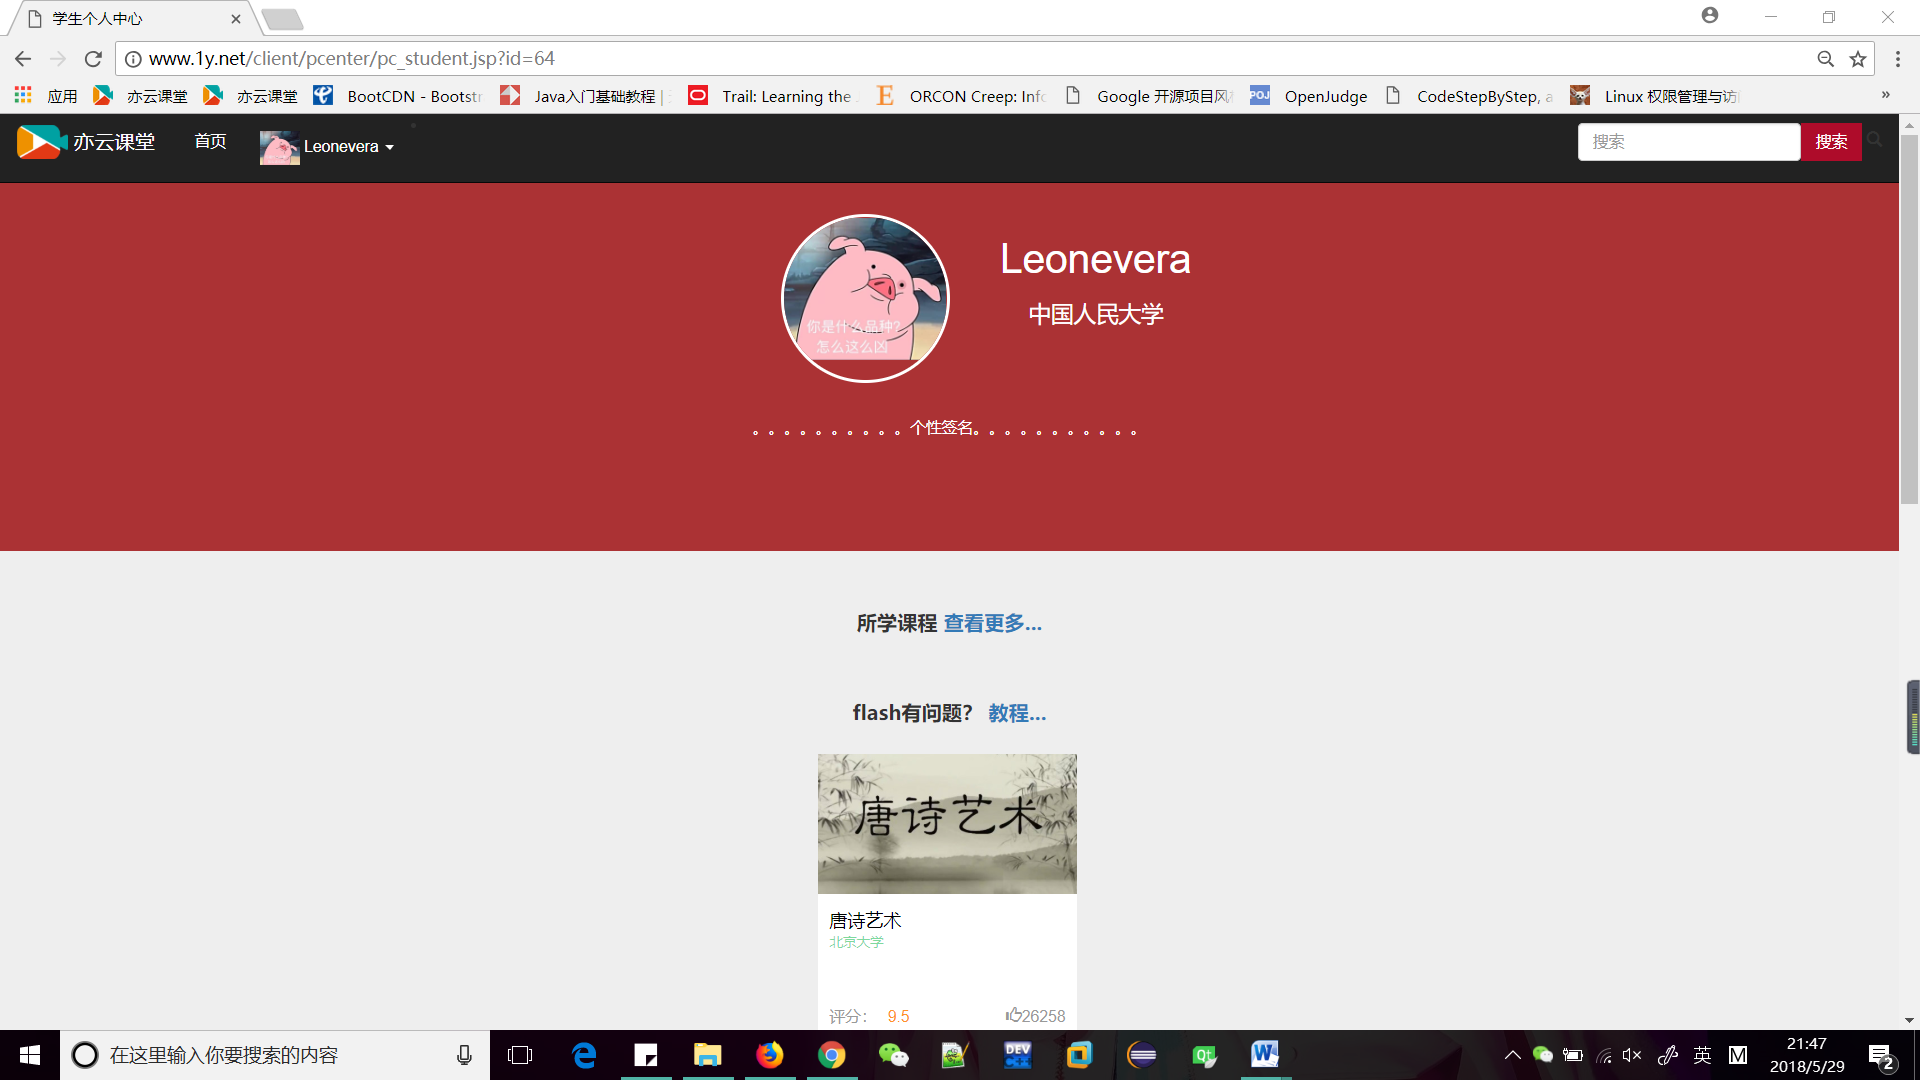 学生个人中心
www.1y.net/client/pcenter/pc_student.jsp?id=64
应用 亦云课堂 亦云课堂 BootCDN - Bootstr Java入门基础教程 | Trail: Learning the ORCON Creep: Info Google 开源项目风格 OpenJudge CodeStepByStep, a Linux 权限管理与访问 »
亦云课堂 首页 Leonevera 搜索 搜索
Leonevera
中国人民大学
你是什么品种?
怎么这么凶
。。。。。。。。。。个性签名。。。。。。。。。。。
所学课程 查看更多...
flash有问题? 教程...
唐诗艺术
唐诗艺术
北京大学
评分: 9.5 26258
在这里输入你要搜索的内容
POJ
DEV
C++
Qt
W
英 M
21:47
2018/5/29
2